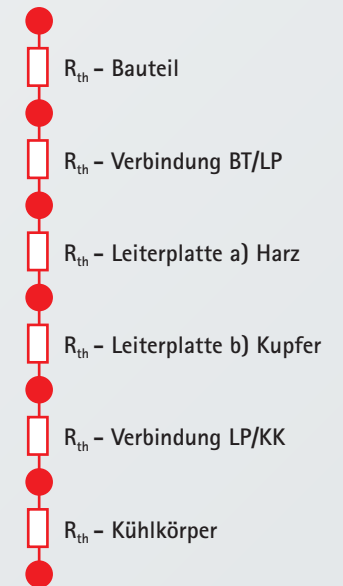 Rth – Bauteil
Rth – Verbindung BT/LP
Rth – Leiterplatte a) Harz
Rth – Leiterplatte b) Kupfer
Rth – Verbindung LP/KK
Rth – Kühlkörper